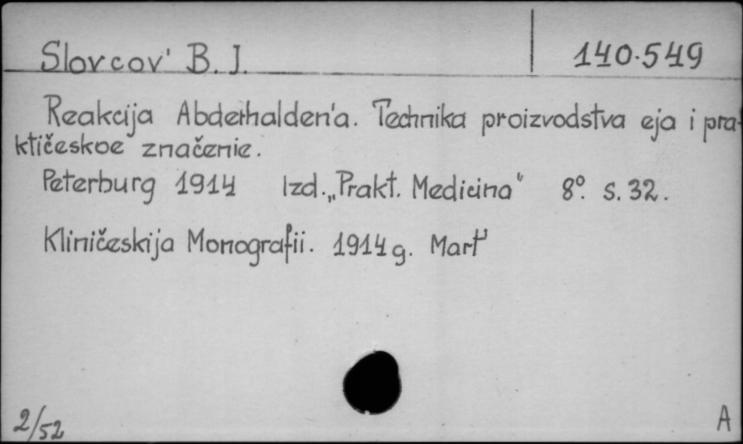 Slovcov' B. J.
140.549
Reakcija Abderhalden'a. Technika proizvodstva eja i pra-
ktičeskoe značenie.
Peterburg 1914 Izd. „Prakt. Medicina" 8°. S. 32.
Kliničeskija Monografii. 1914 g. Mart'
2/52
A